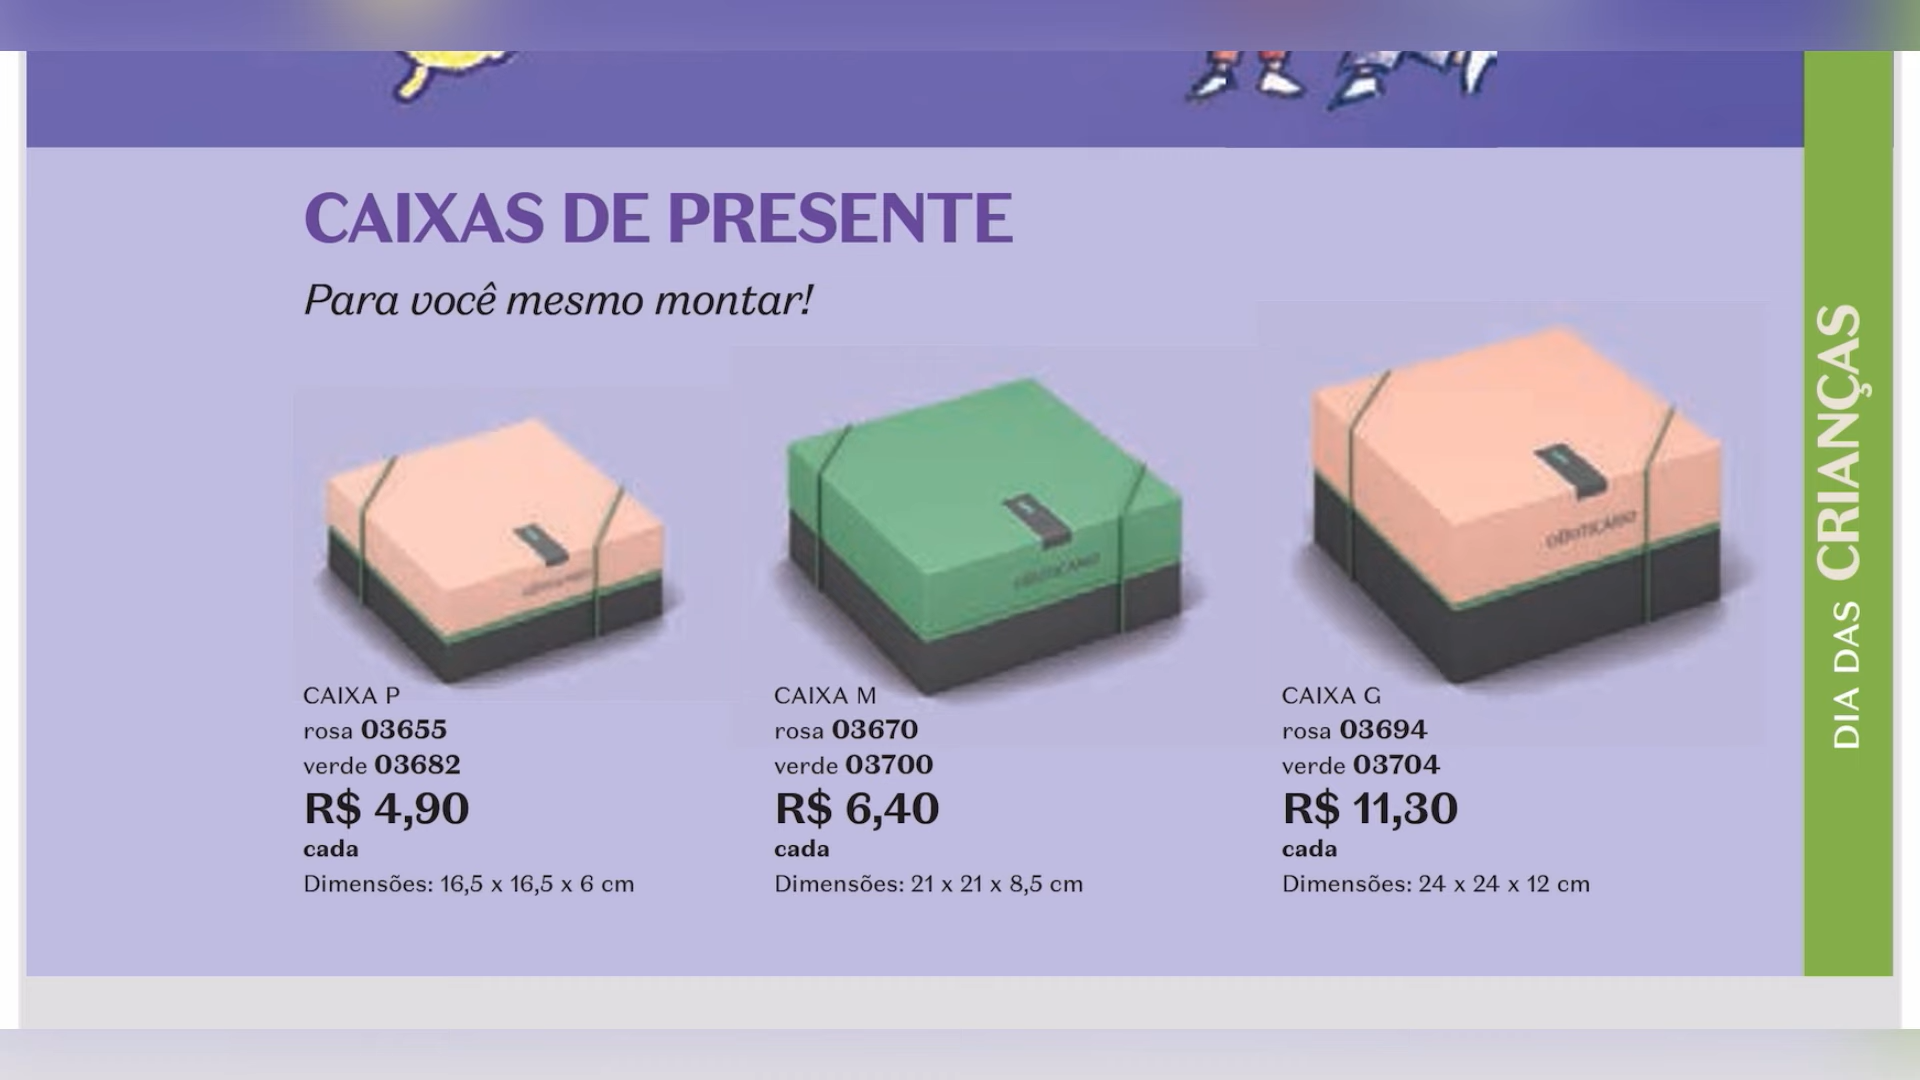 CAIXAS DE PRESENTE
Para você mesmo montar!
oBOTICÁRIO
oBOTICÁRIO
CAIXA P
rosa 03655
verde 03682
R$ 4,90
cada
Dimensões: 16,5 x 16,5 x 6 cm
CAIXA M
rosa 03670
verde 03700
R$ 6,40
cada
Dimensões: 21 x 21 x 8,5 cm
CAIXA G
rosa 03694
verde 03704
R$ 11,30
cada
Dimensões: 24 x 24 x 12 cm
DIA DAS CRIANÇAS